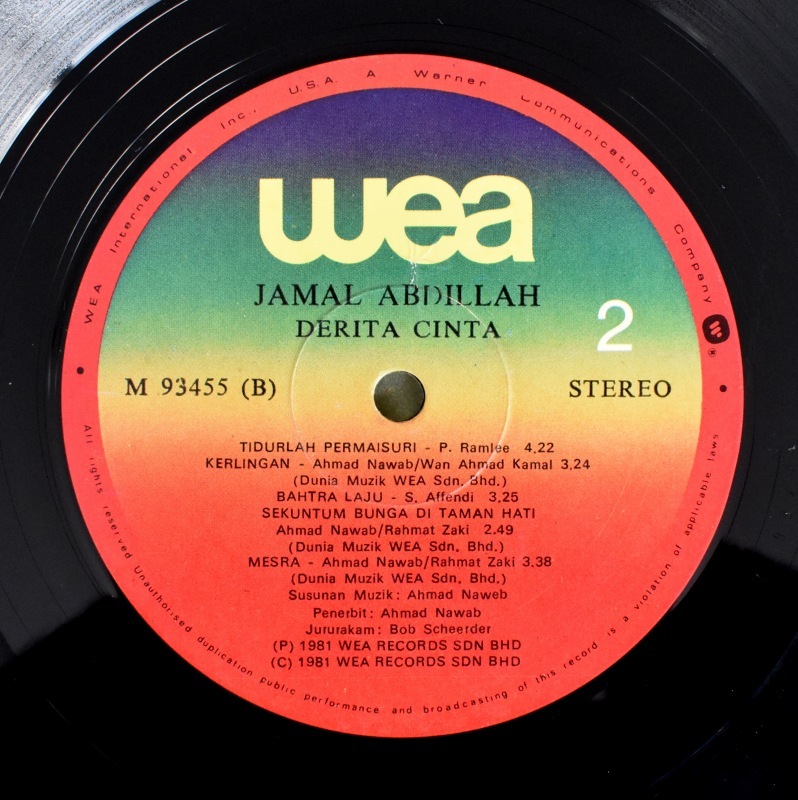 WEA International Inc., U.S.A. A Warner Communications Company
wea
JAMAL ABDILLAH
DERITA CINTA
2
M 93455 (B)
STEREO
TIDURLAH PERMAISURI - P. Ramlee 4.22
KERLINGAN - Ahmad Nawab/Wan Ahmad Kamal 3.24
(Dunia Muzik WEA Sdn. Bhd.)
BAHTRA LAJU - S. Affendi 3.25
SEKUNTUM BUNGA DI TAMAN HATI
Ahmad Nawab/Rahmat Zaki 2.49
(Dunia Muzik WEA Sdn. Bhd.)
MESRA - Ahmad Nawab/Rahmat Zaki 3.38
(Dunia Muzik WEA Sdn. Bhd.)
Susunan Muzik: Ahmad Naweb
Penerbit: Ahmad Nawab
Jururakam: Bob Scheerder
(P) 1981 WEA RECORDS SDN BHD
(C) 1981 WEA RECORDS SDN BHD
All rights reserved Unauthorised duplication public performance and broadcasting of this record is a violation of applicable laws